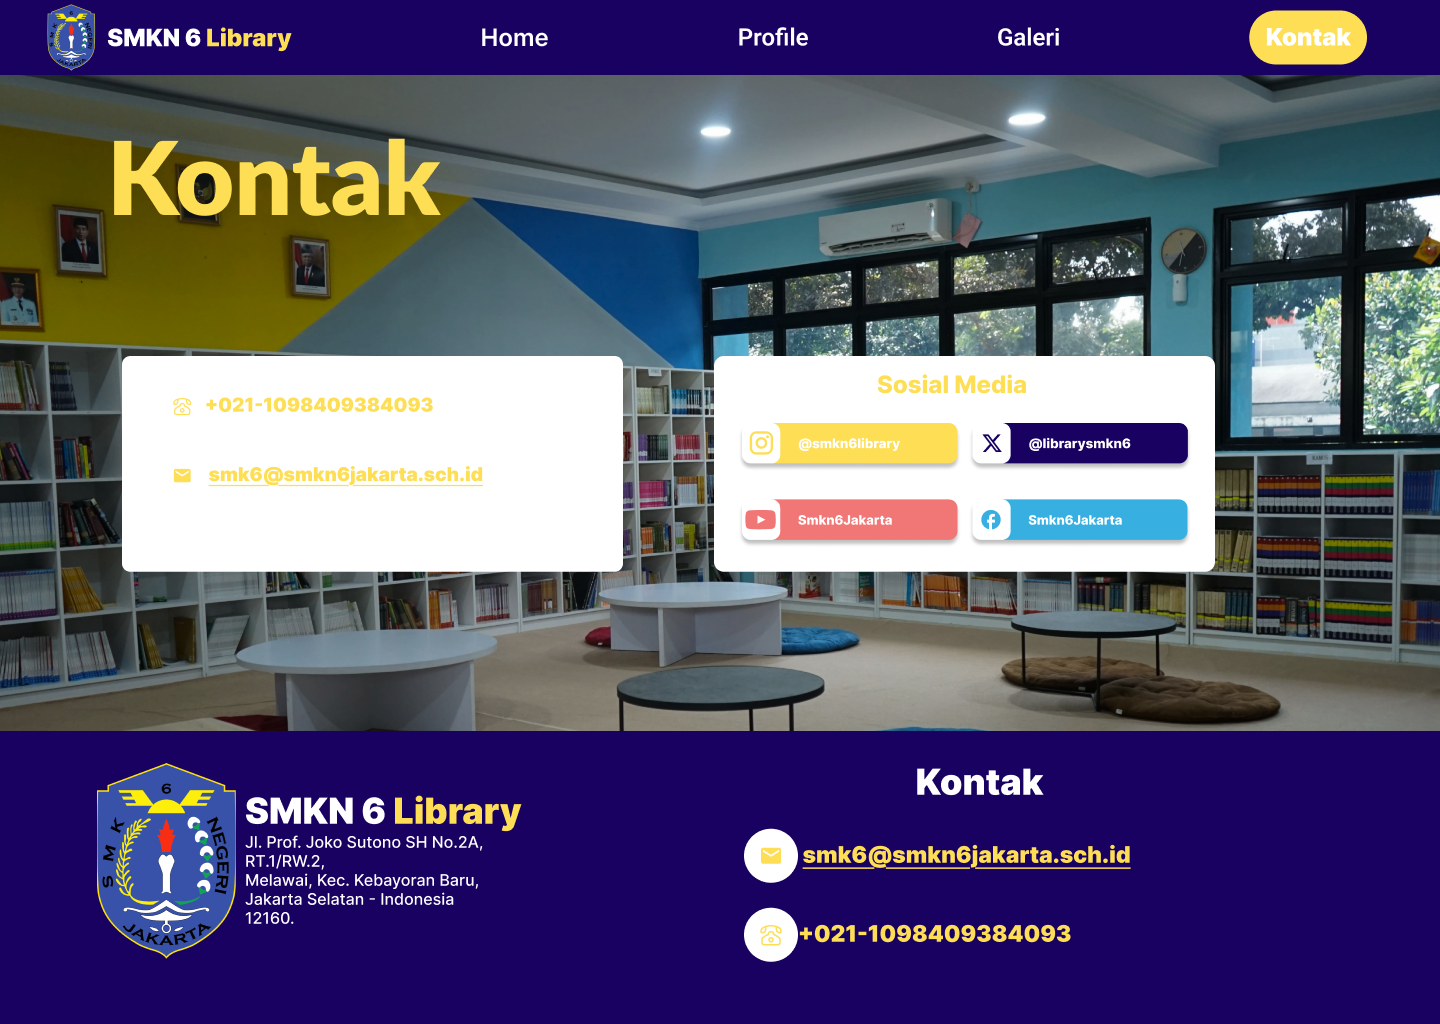 SMKN 6 Library
Home
Profile
Galeri
Kontak
Kontak
+021-1098409384093
smk6@smkn6jakarta.sch.id
Sosial Media
@smkn6library
@librarysmkn6
Smkn6Jakarta
Smkn6Jakarta
6
SMK NEGERI
JAKARTA
SMKN 6 Library
Jl. Prof. Joko Sutono SH No.2A,
RT.1/RW.2,
Melawai, Kec. Kebayoran Baru,
Jakarta Selatan - Indonesia
12160.
Kontak
smk6@smkn6jakarta.sch.id
+021-1098409384093